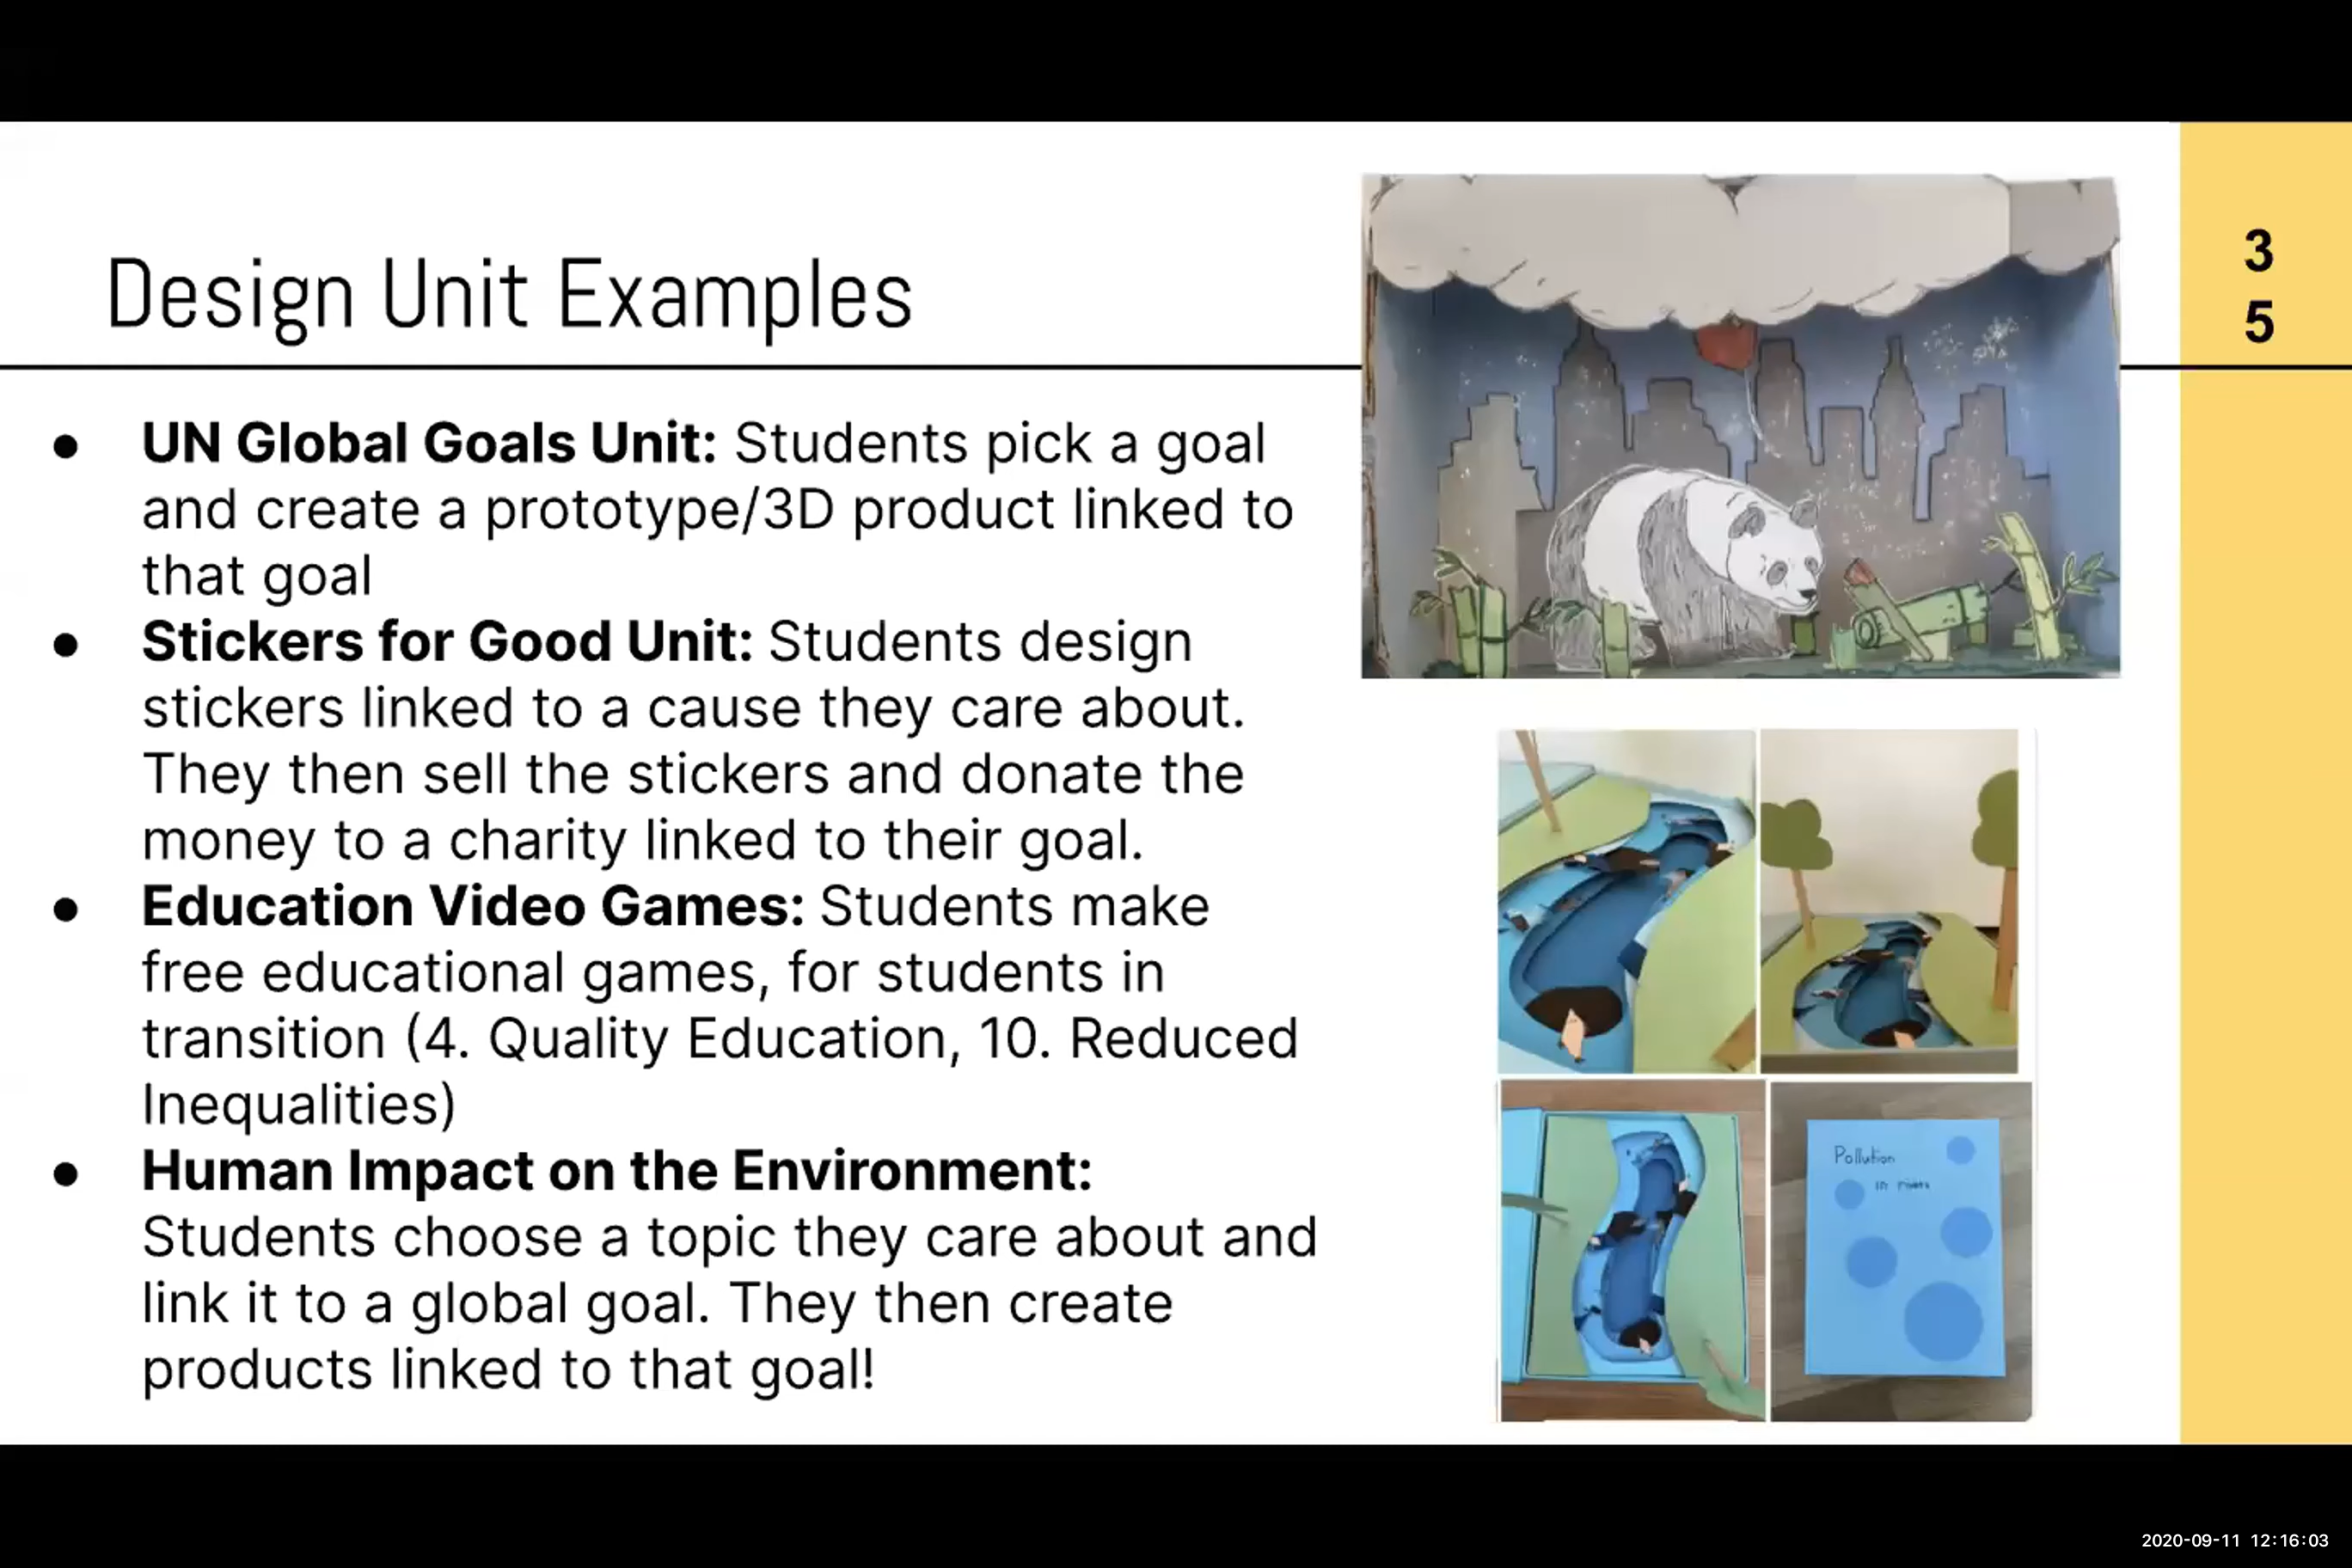 Design Unit Examples
3
5
● UN Global Goals Unit: Students pick a goal
and create a prototype/3D product linked to
that goal
● Stickers for Good Unit: Students design
stickers linked to a cause they care about.
They then sell the stickers and donate the
money to a charity linked to their goal.
● Education Video Games: Students make
free educational games, for students in
transition (4. Quality Education, 10. Reduced
Inequalities)
● Human Impact on the Environment:
Students choose a topic they care about and
link it to a global goal. They then create
products linked to that goal!
Pollution
in rivers
2020-09-11 12:16:03